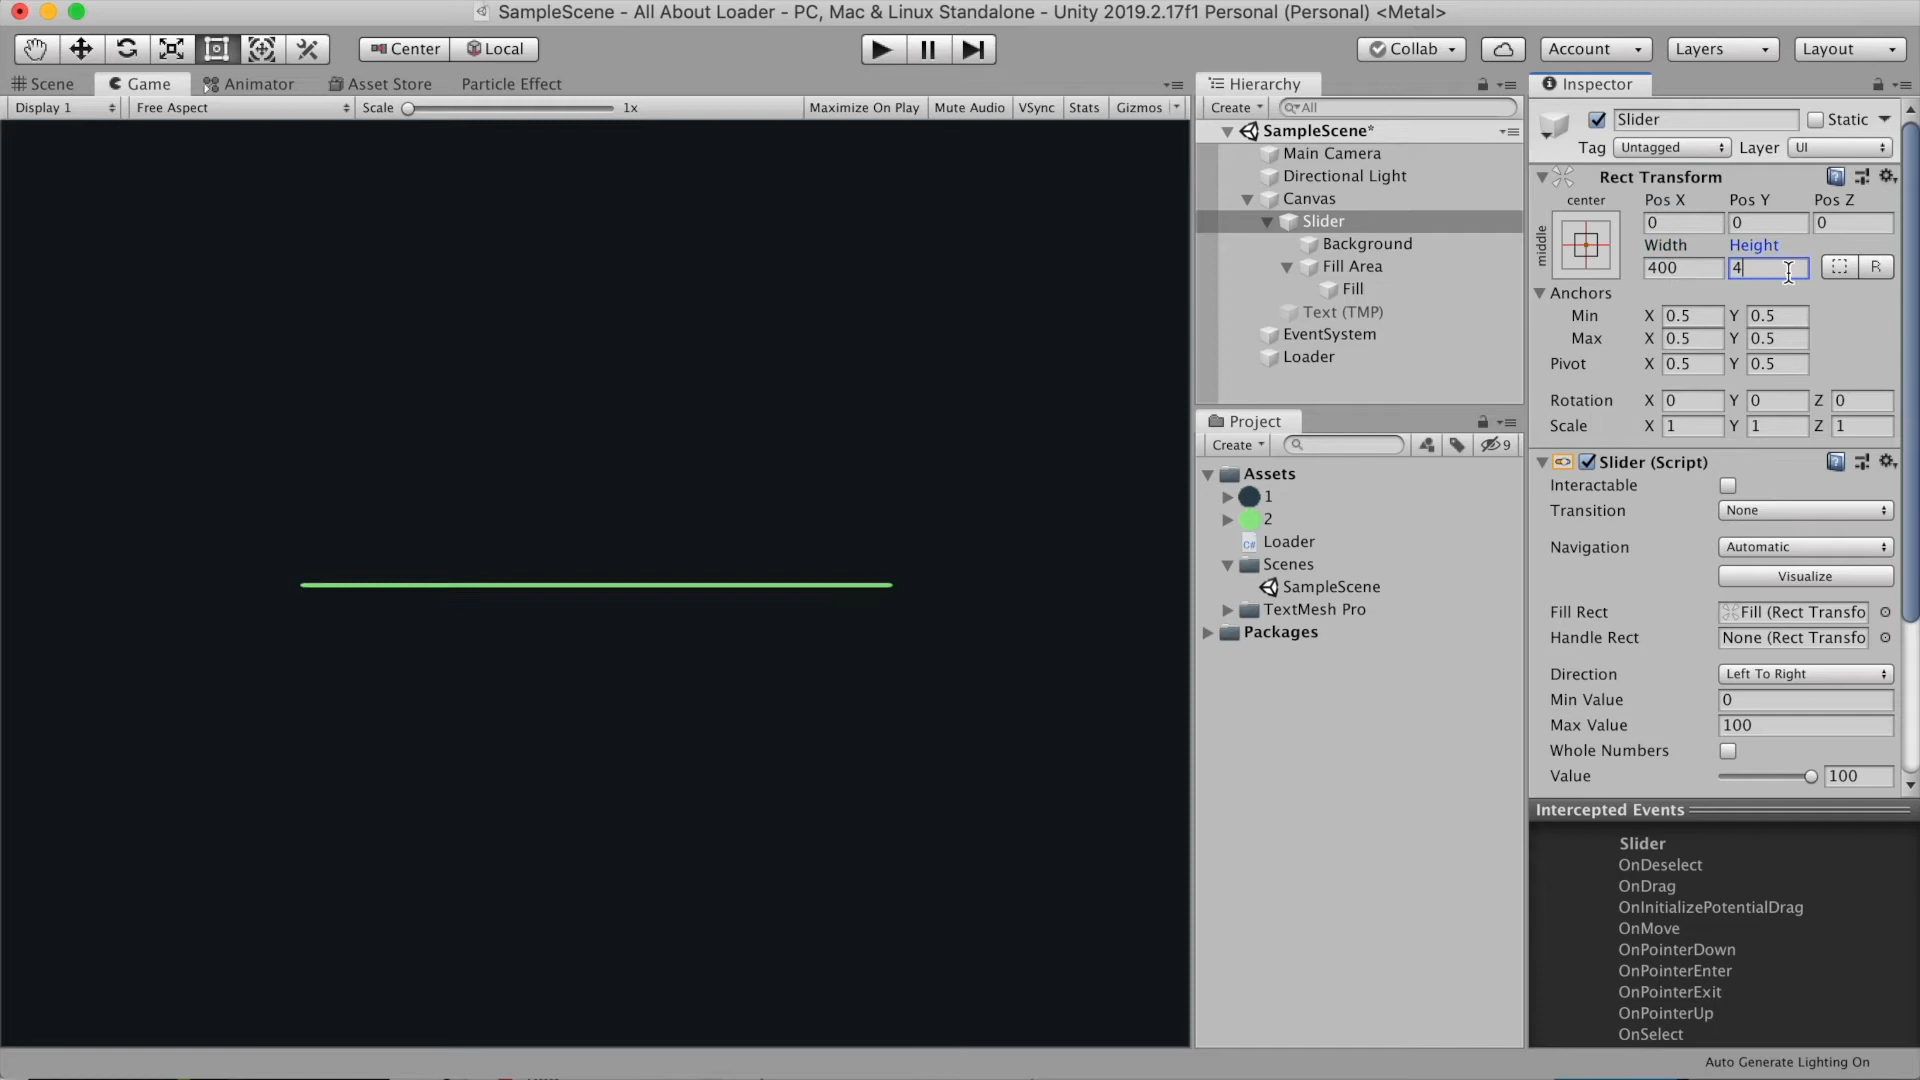 SampleScene - All About Loader - PC, Mac & Linux Standalone - Unity 2019.2.17f1 Personal (Personal) <Metal>
Center
Local
Collab
Account
Layers
Layout
Scene
Game
Animator
Asset Store
Particle Effect
Display 1
Free Aspect
Scale
1x
Maximize On Play
Mute Audio
VSync
Stats
Gizmos
Hierarchy
Create
All
SampleScene*
Main Camera
Directional Light
Canvas
Slider
Background
Fill Area
Fill
Text (TMP)
EventSystem
Loader
Project
Create
9
Assets
1
2
C#
Loader
Scenes
SampleScene
TextMesh Pro
Packages
Inspector
Slider
Static
Tag
Untagged
Layer
UI
Rect Transform
center
middle
Pos X
Pos Y
Pos Z
0
0
0
Width
Height
400
4
R
Anchors
Min
X 0.5
Y 0.5
Max
X 0.5
Y 0.5
Pivot
X 0.5
Y 0.5
Rotation
X 0
Y 0
Z 0
Scale
X 1
Y 1
Z 1
Slider (Script)
Interactable
Transition
None
Navigation
Automatic
Visualize
Fill Rect
Fill (Rect Transfo
Handle Rect
None (Rect Transfo
Direction
Left To Right
Min Value
0
Max Value
100
Whole Numbers
Value
100
Intercepted Events
Slider
OnDeselect
OnDrag
OnInitializePotentialDrag
OnMove
OnPointerDown
OnPointerEnter
OnPointerExit
OnPointerUp
OnSelect
Auto Generate Lighting On